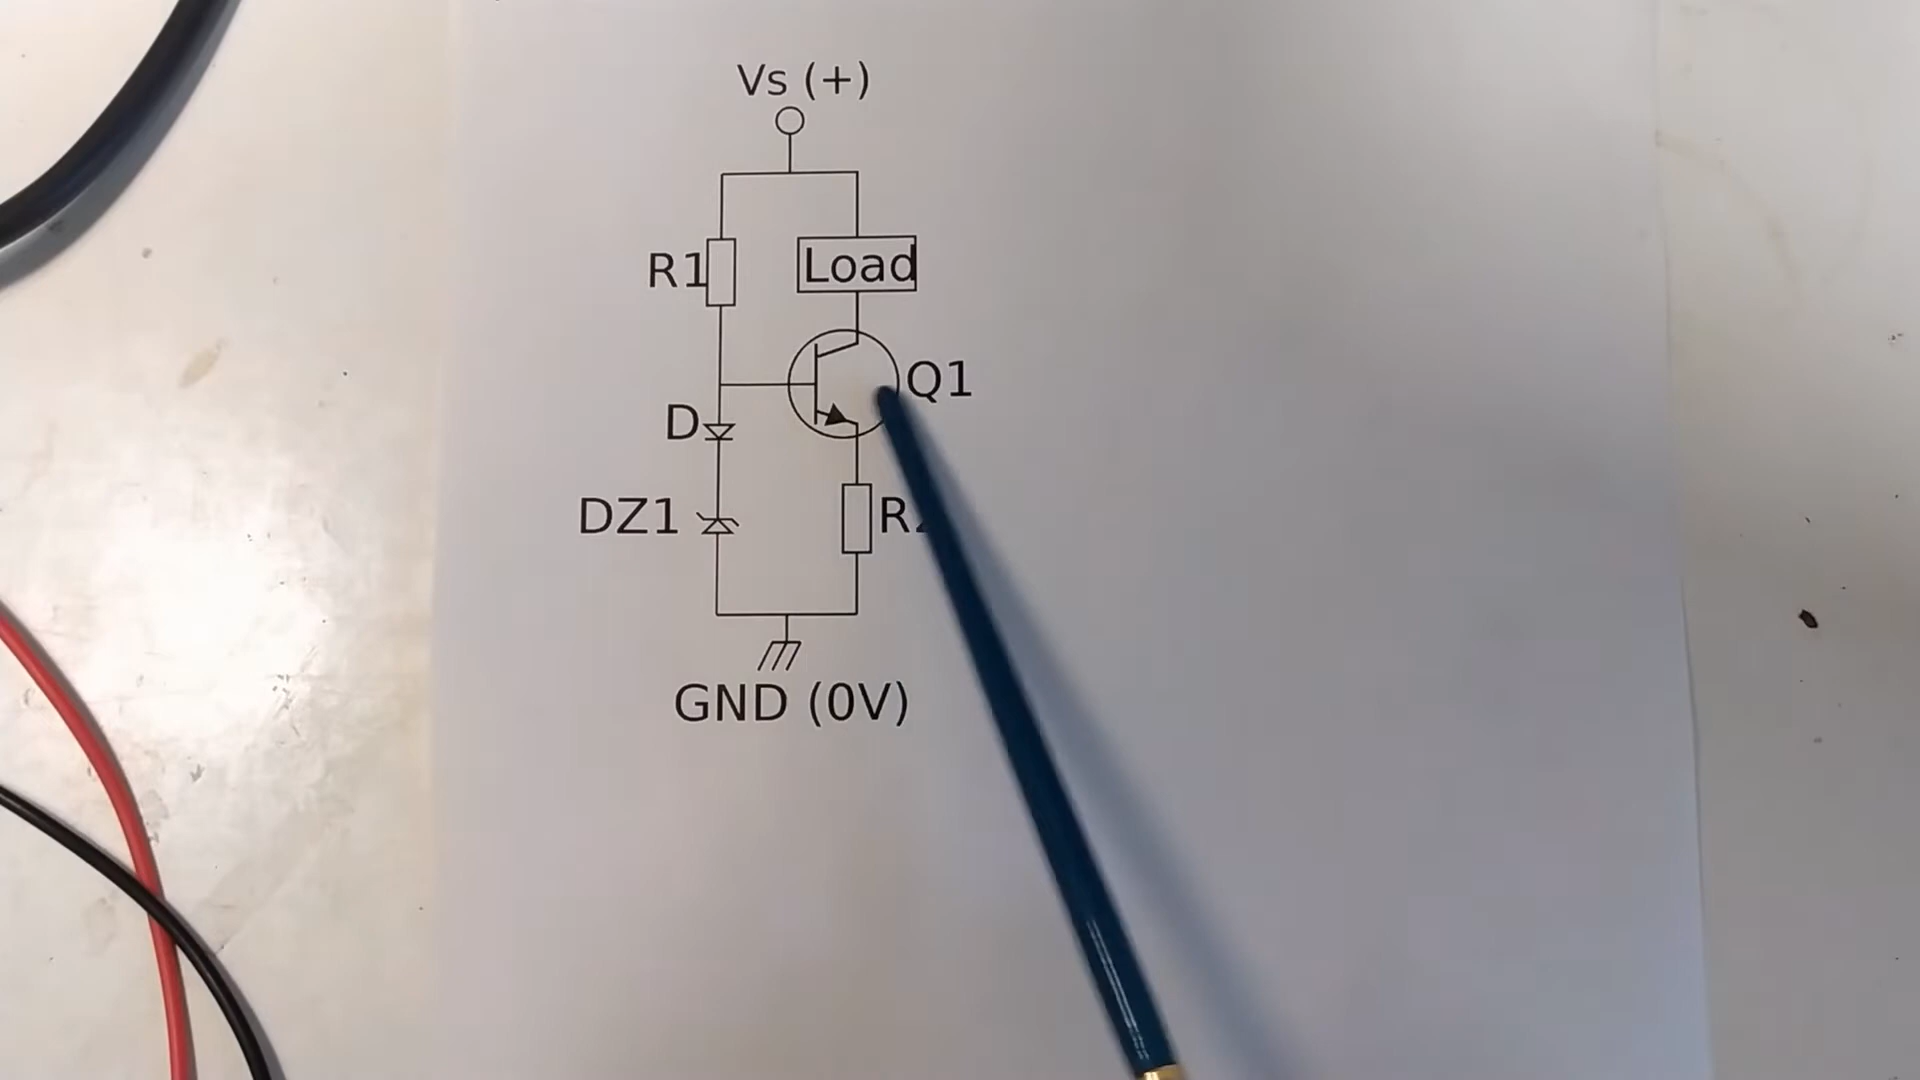 Vs (+)
R1
Load
Q1
D
DZ1
GND (0V)